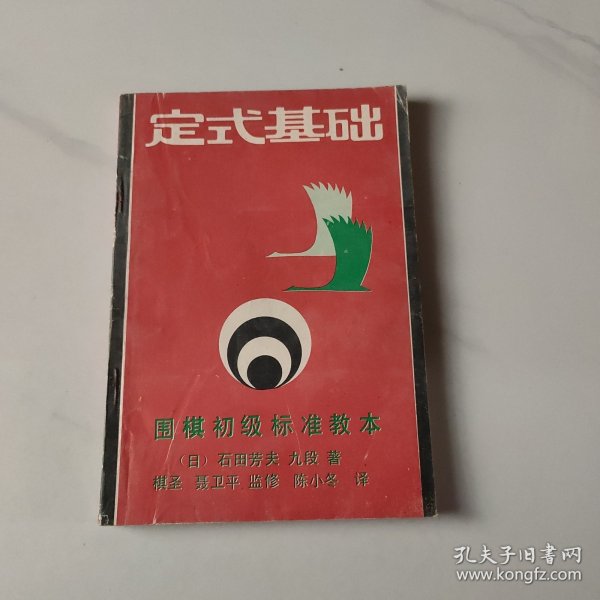 定式基础
围棋初级标准教本
（日）石田芳夫 九段 著
棋圣 聂卫平 监修 陈小冬 译
孔夫子旧书网
www.kongfz.com